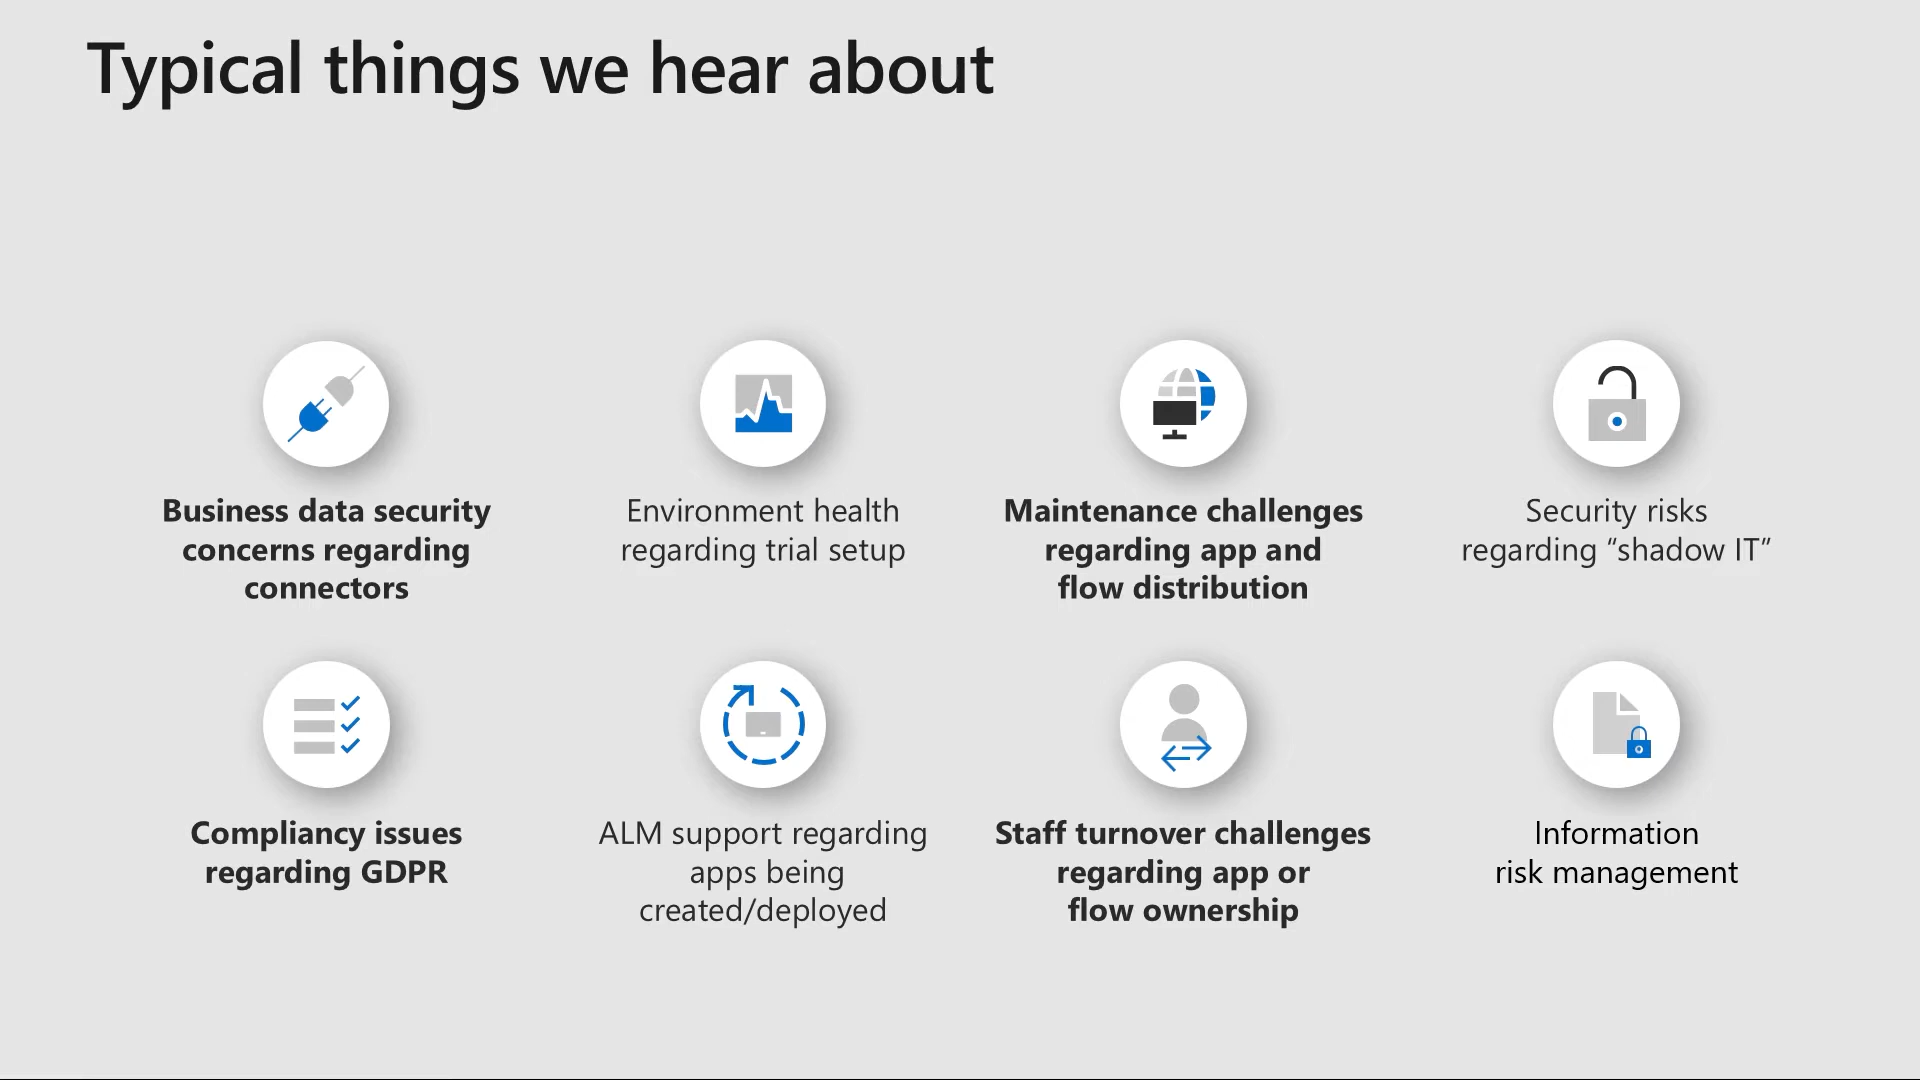 Typical things we hear about
Business data security
concerns regarding
connectors
Environment health
regarding trial setup
Maintenance challenges
regarding app and
flow distribution
Security risks
regarding “shadow IT”
Compliancy issues
regarding GDPR
ALM support regarding
apps being
created/deployed
Staff turnover challenges
regarding app or
flow ownership
Information
risk management